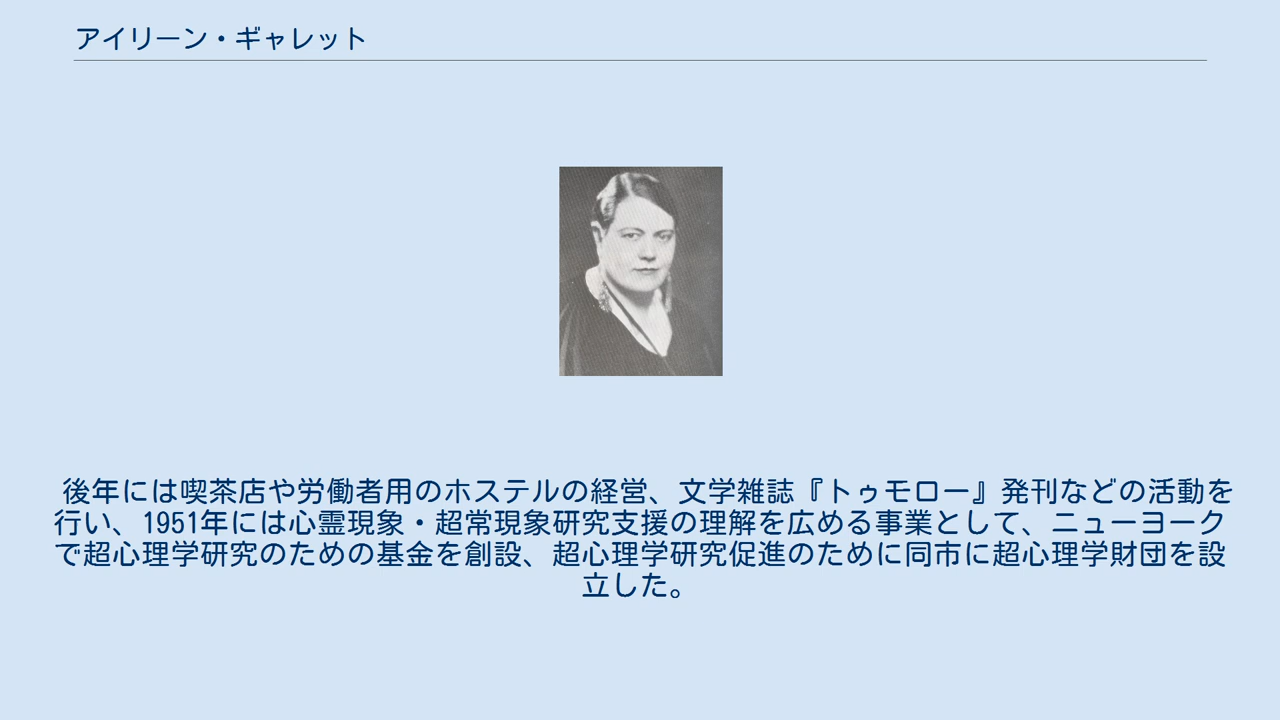 アイリーン・ギャレット
後年には喫茶店や労働者用のホステルの経営、文学雑誌『トゥモロー』発刊などの活動を
行い、1951年には心霊現象・超常現象研究支援の理解を広める事業として、ニューヨーク
で超心理学研究のための基金を創設、超心理学研究促進のために同市に超心理学財団を設
立した。